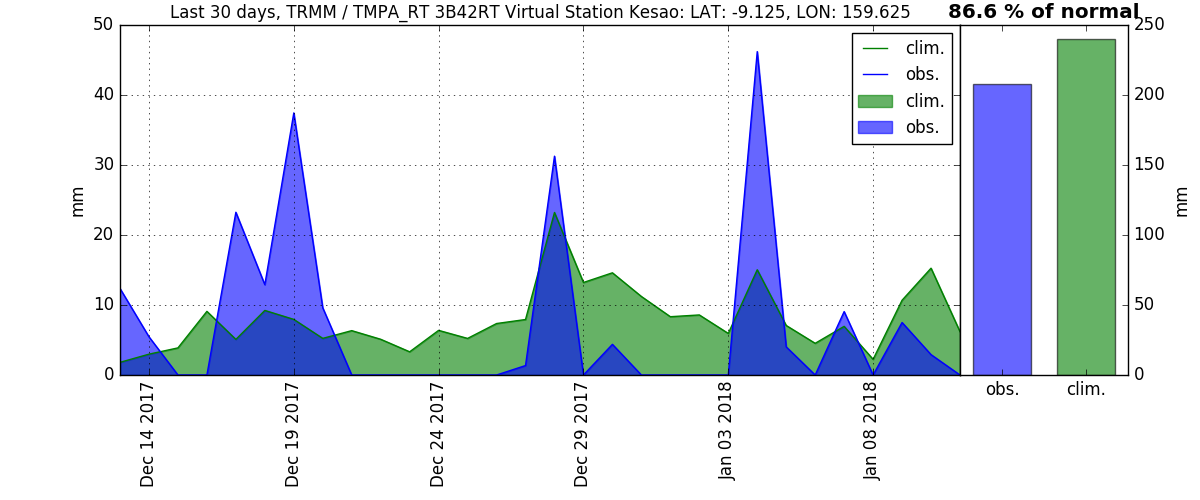 Last 30 days, TRMM / TMPA_RT 3B42RT Virtual Station Kesao: LAT: -9.125, LON: 159.625
86.6 % of normal
50
40
30
20
10
0
mm
clim.
obs.
clim.
obs.
250
200
150
100
50
0
mm
Dec 14 2017
Dec 19 2017
Dec 24 2017
Dec 29 2017
Jan 03 2018
Jan 08 2018
obs.
clim.